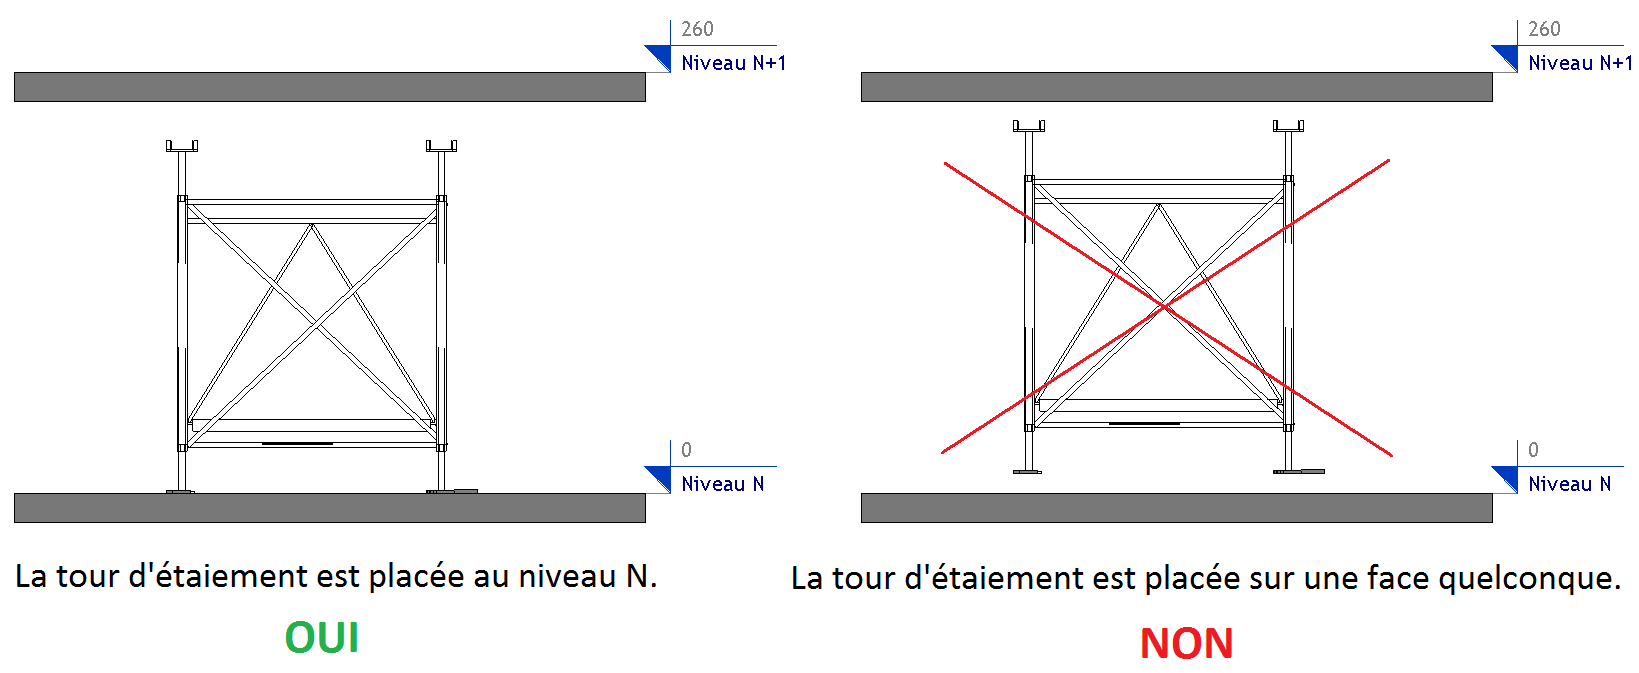 260
Niveau N+1
0
Niveau N
La tour d'étaiement est placée au niveau N.
OUI
260
Niveau N+1
0
Niveau N
La tour d'étaiement est placée sur une face quelconque.
NON